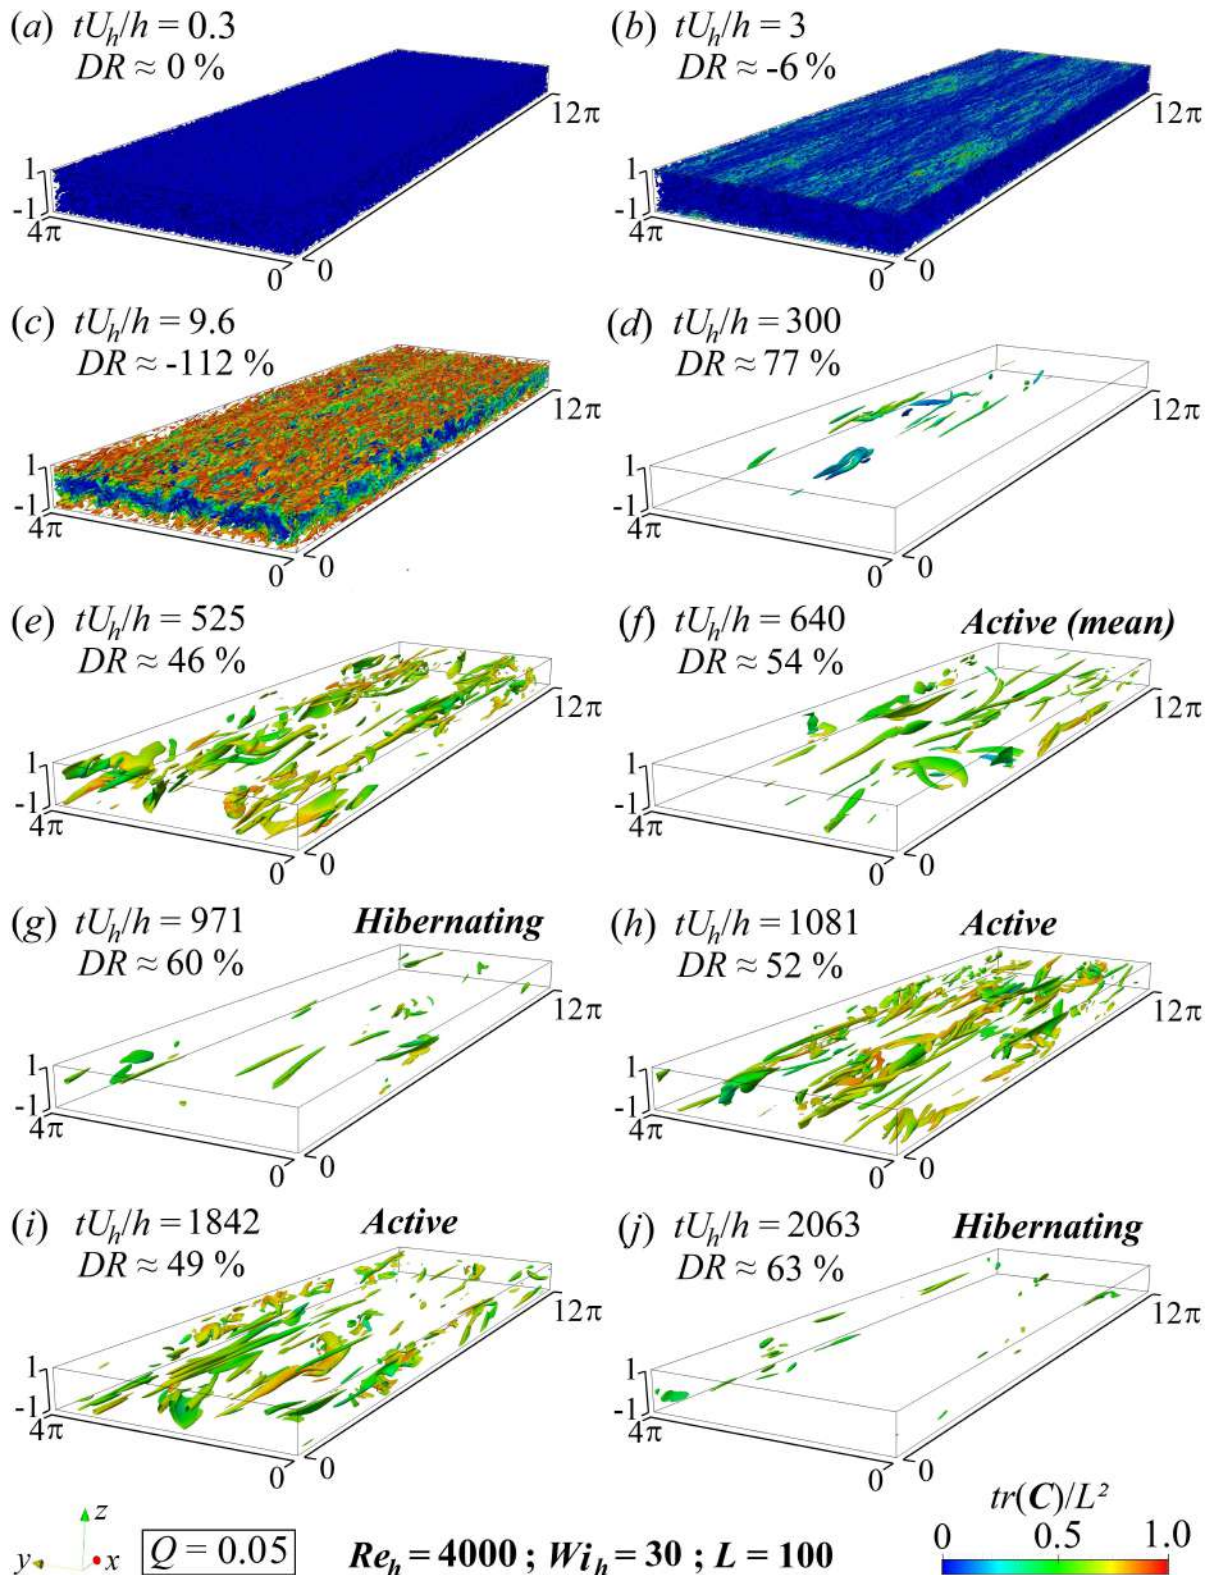 (a) tU_h/h = 0.3
DR ≈ 0 %
1
-1
4π
0
0
12π
(b) tU_h/h = 3
DR ≈ -6 %
1
-1
4π
0
0
12π
(c) tU_h/h = 9.6
DR ≈ -112 %
1
-1
4π
0
0
12π
(d) tU_h/h = 300
DR ≈ 77 %
1
-1
4π
0
0
12π
(e) tU_h/h = 525
DR ≈ 46 %
1
-1
4π
0
0
12π
(f) tU_h/h = 640 Active (mean)
DR ≈ 54 %
1
-1
4π
0
0
12π
(g) tU_h/h = 971 Hibernating
DR ≈ 60 %
1
-1
4π
0
0
12π
(h) tU_h/h = 1081 Active
DR ≈ 52 %
1
-1
4π
0
0
12π
(i) tU_h/h = 1842 Active
DR ≈ 49 %
1
-1
4π
0
0
12π
(j) tU_h/h = 2063 Hibernating
DR ≈ 63 %
1
-1
4π
0
0
12π
z
y x
Q = 0.05
Re_h = 4000 ; Wi_h = 30 ; L = 100
tr(C)/L²
0 0.5 1.0